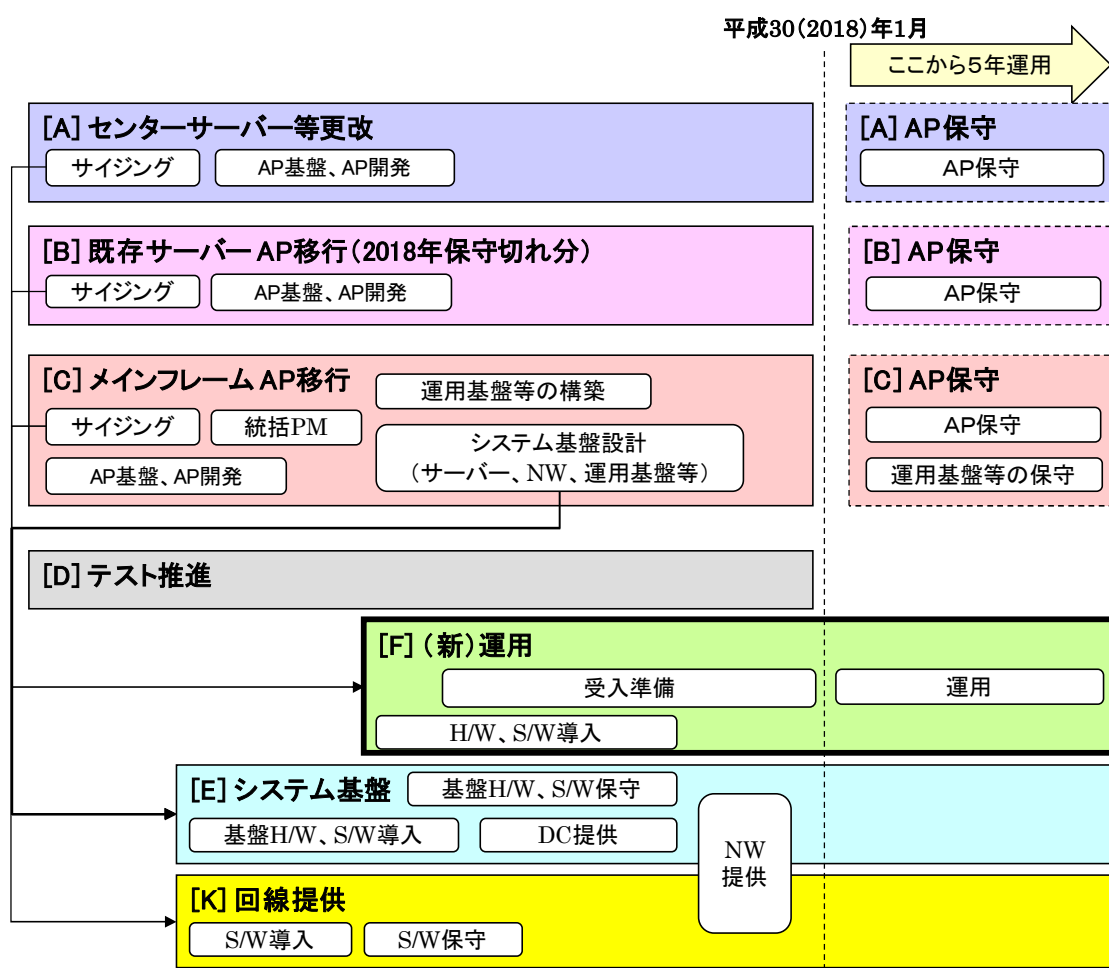 平成30(2018)年1月
ここから5年運用
[A] センターサーバー等更改
サイジング
AP基盤、AP開発
[A] AP保守
AP保守
[B] 既存サーバー AP移行(2018年保守切れ分)
サイジング
AP基盤、AP開発
[B] AP保守
AP保守
[C] メインフレーム AP移行
運用基盤等の構築
サイジング
統括PM
システム基盤設計
(サーバー、NW、運用基盤等)
AP基盤、AP開発
[C] AP保守
AP保守
運用基盤等の保守
[D] テスト推進
[F] (新)運用
受入準備
運用
H/W、S/W導入
[E] システム基盤
基盤H/W、S/W保守
基盤H/W、S/W導入
DC提供
NW
提供
[K] 回線提供
S/W導入
S/W保守